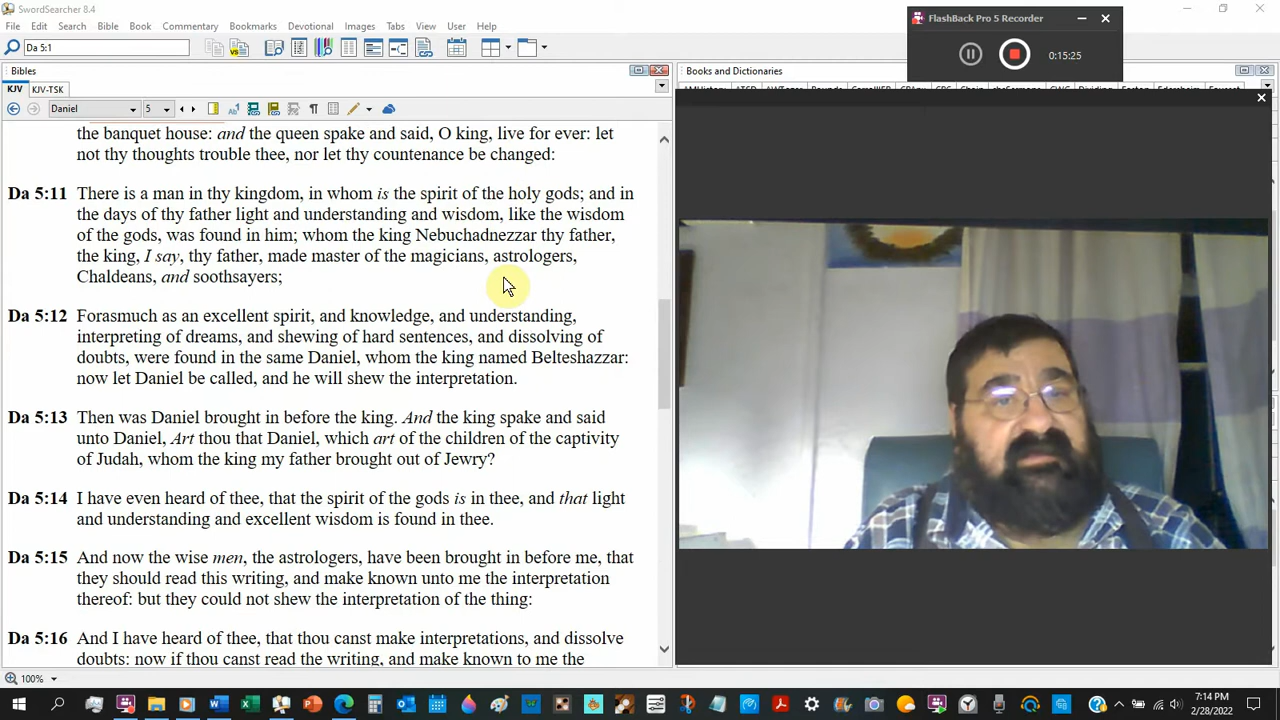 SwordSearcher 8.4
File Edit Search Bible Book Commentary Bookmarks Devotional Images Tabs View User Help
FlashBack Pro 5 Recorder
0:15:25
Da 5:1
Bibles
Books and Dictionaries
KJV KJV-TSK
Daniel 5
the banquet house: and the queen spake and said, O king, live for ever: let
not thy thoughts trouble thee, nor let thy countenance be changed:
Da 5:11 There is a man in thy kingdom, in whom is the spirit of the holy gods; and in
the days of thy father light and understanding and wisdom, like the wisdom
of the gods, was found in him; whom the king Nebuchadnezzar thy father,
the king, I say, thy father, made master of the magicians, astrologers,
Chaldeans, and soothsayers;
Da 5:12 Forasmuch as an excellent spirit, and knowledge, and understanding,
interpreting of dreams, and shewing of hard sentences, and dissolving of
doubts, were found in the same Daniel, whom the king named Belteshazzar:
now let Daniel be called, and he will shew the interpretation.
Da 5:13 Then was Daniel brought in before the king. And the king spake and said
unto Daniel, Art thou that Daniel, which art of the children of the captivity
of Judah, whom the king my father brought out of Jewry?
Da 5:14 I have even heard of thee, that the spirit of the gods is in thee, and that light
and understanding and excellent wisdom is found in thee.
Da 5:15 And now the wise men, the astrologers, have been brought in before me, that
they should read this writing, and make known unto me the interpretation
thereof: but they could not shew the interpretation of the thing:
Da 5:16 And I have heard of thee, that thou canst make interpretations, and dissolve
doubts: now if thou canst read the writing, and make known to me the
100%
7:14 PM
2/28/2022